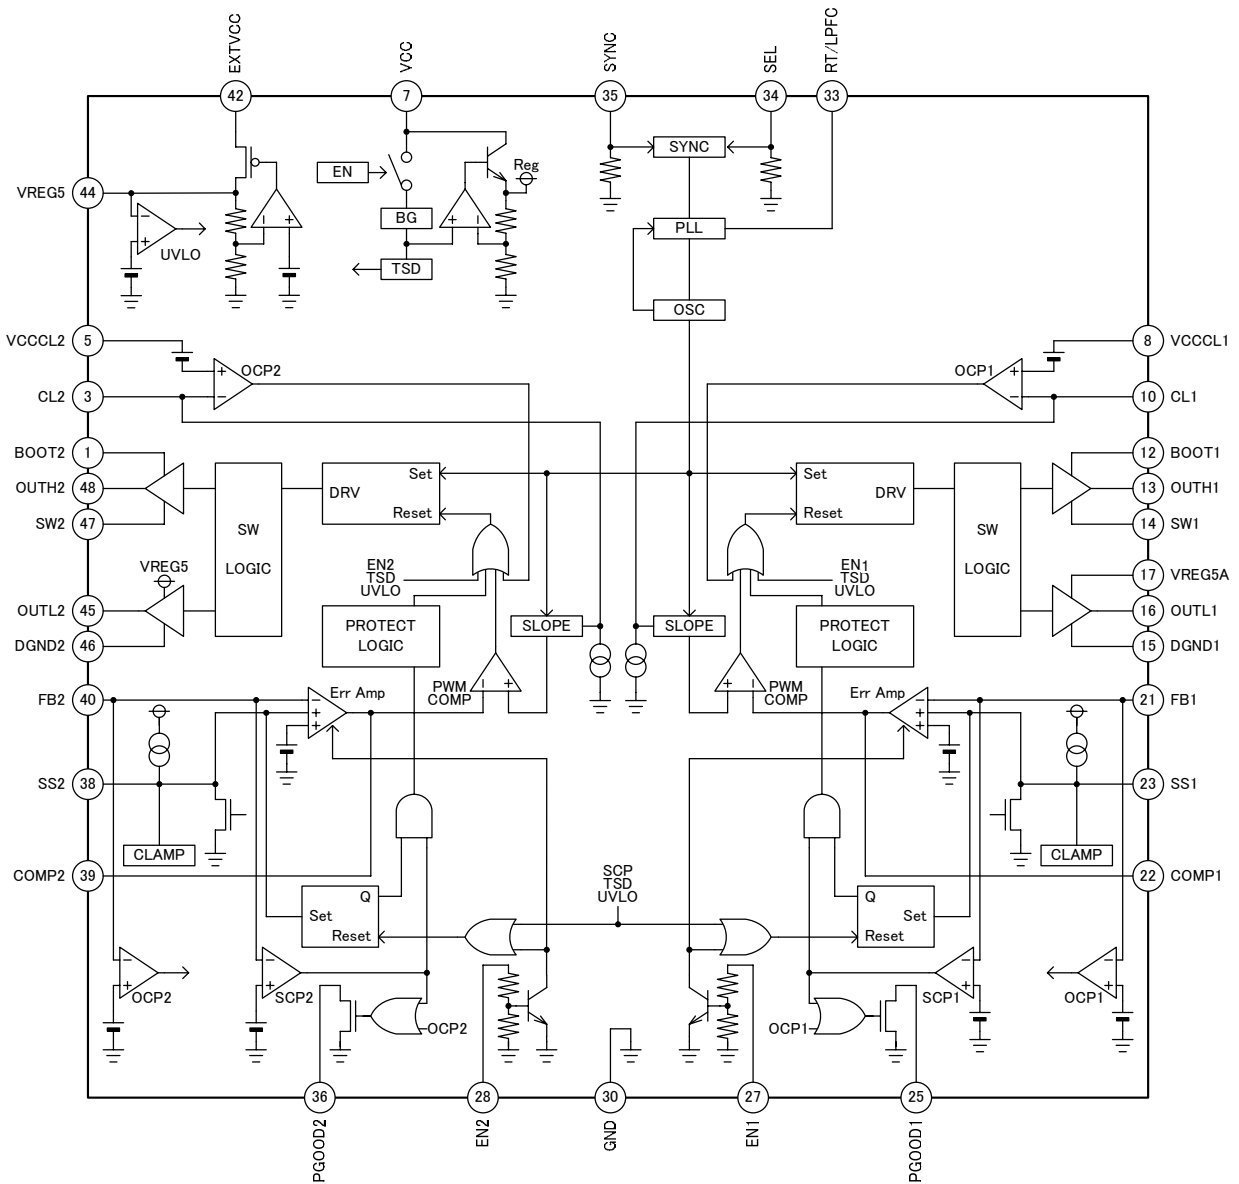 EXTVCC
VCC
SYNC
SEL
RT/LPFC
42
7
35
34
33
SYNC
EN
Reg
VREG5
44
BG
PLL
UVLO
TSD
OSC
VCCCL2
5
OCP2
OCP1
8
VCCCL1
CL2
3
10
CL1
BOOT2
1
12
BOOT1
OUTH2
48
Set
DRV
Reset
Set
DRV
Reset
13
OUTH1
SW2
47
SW
LOGIC
SW
LOGIC
14
SW1
VREG5
EN2
TSD
UVLO
EN1
TSD
UVLO
17
VREG5A
OUTL2
45
16
OUTL1
PROTECT
LOGIC
SLOPE
SLOPE
PROTECT
LOGIC
DGND2
46
15
DGND1
FB2
40
Err Amp
PWM
COMP
PWM
COMP
Err Amp
21
FB1
SS2
38
23
SS1
CLAMP
CLAMP
COMP2
39
SCP
TSD
UVLO
22
COMP1
Q
Set
Reset
Q
Set
Reset
OCP2
SCP2
SCP1
OCP1
OCP2
OCP1
36
28
30
27
25
PGOOD2
EN2
GND
EN1
PGOOD1